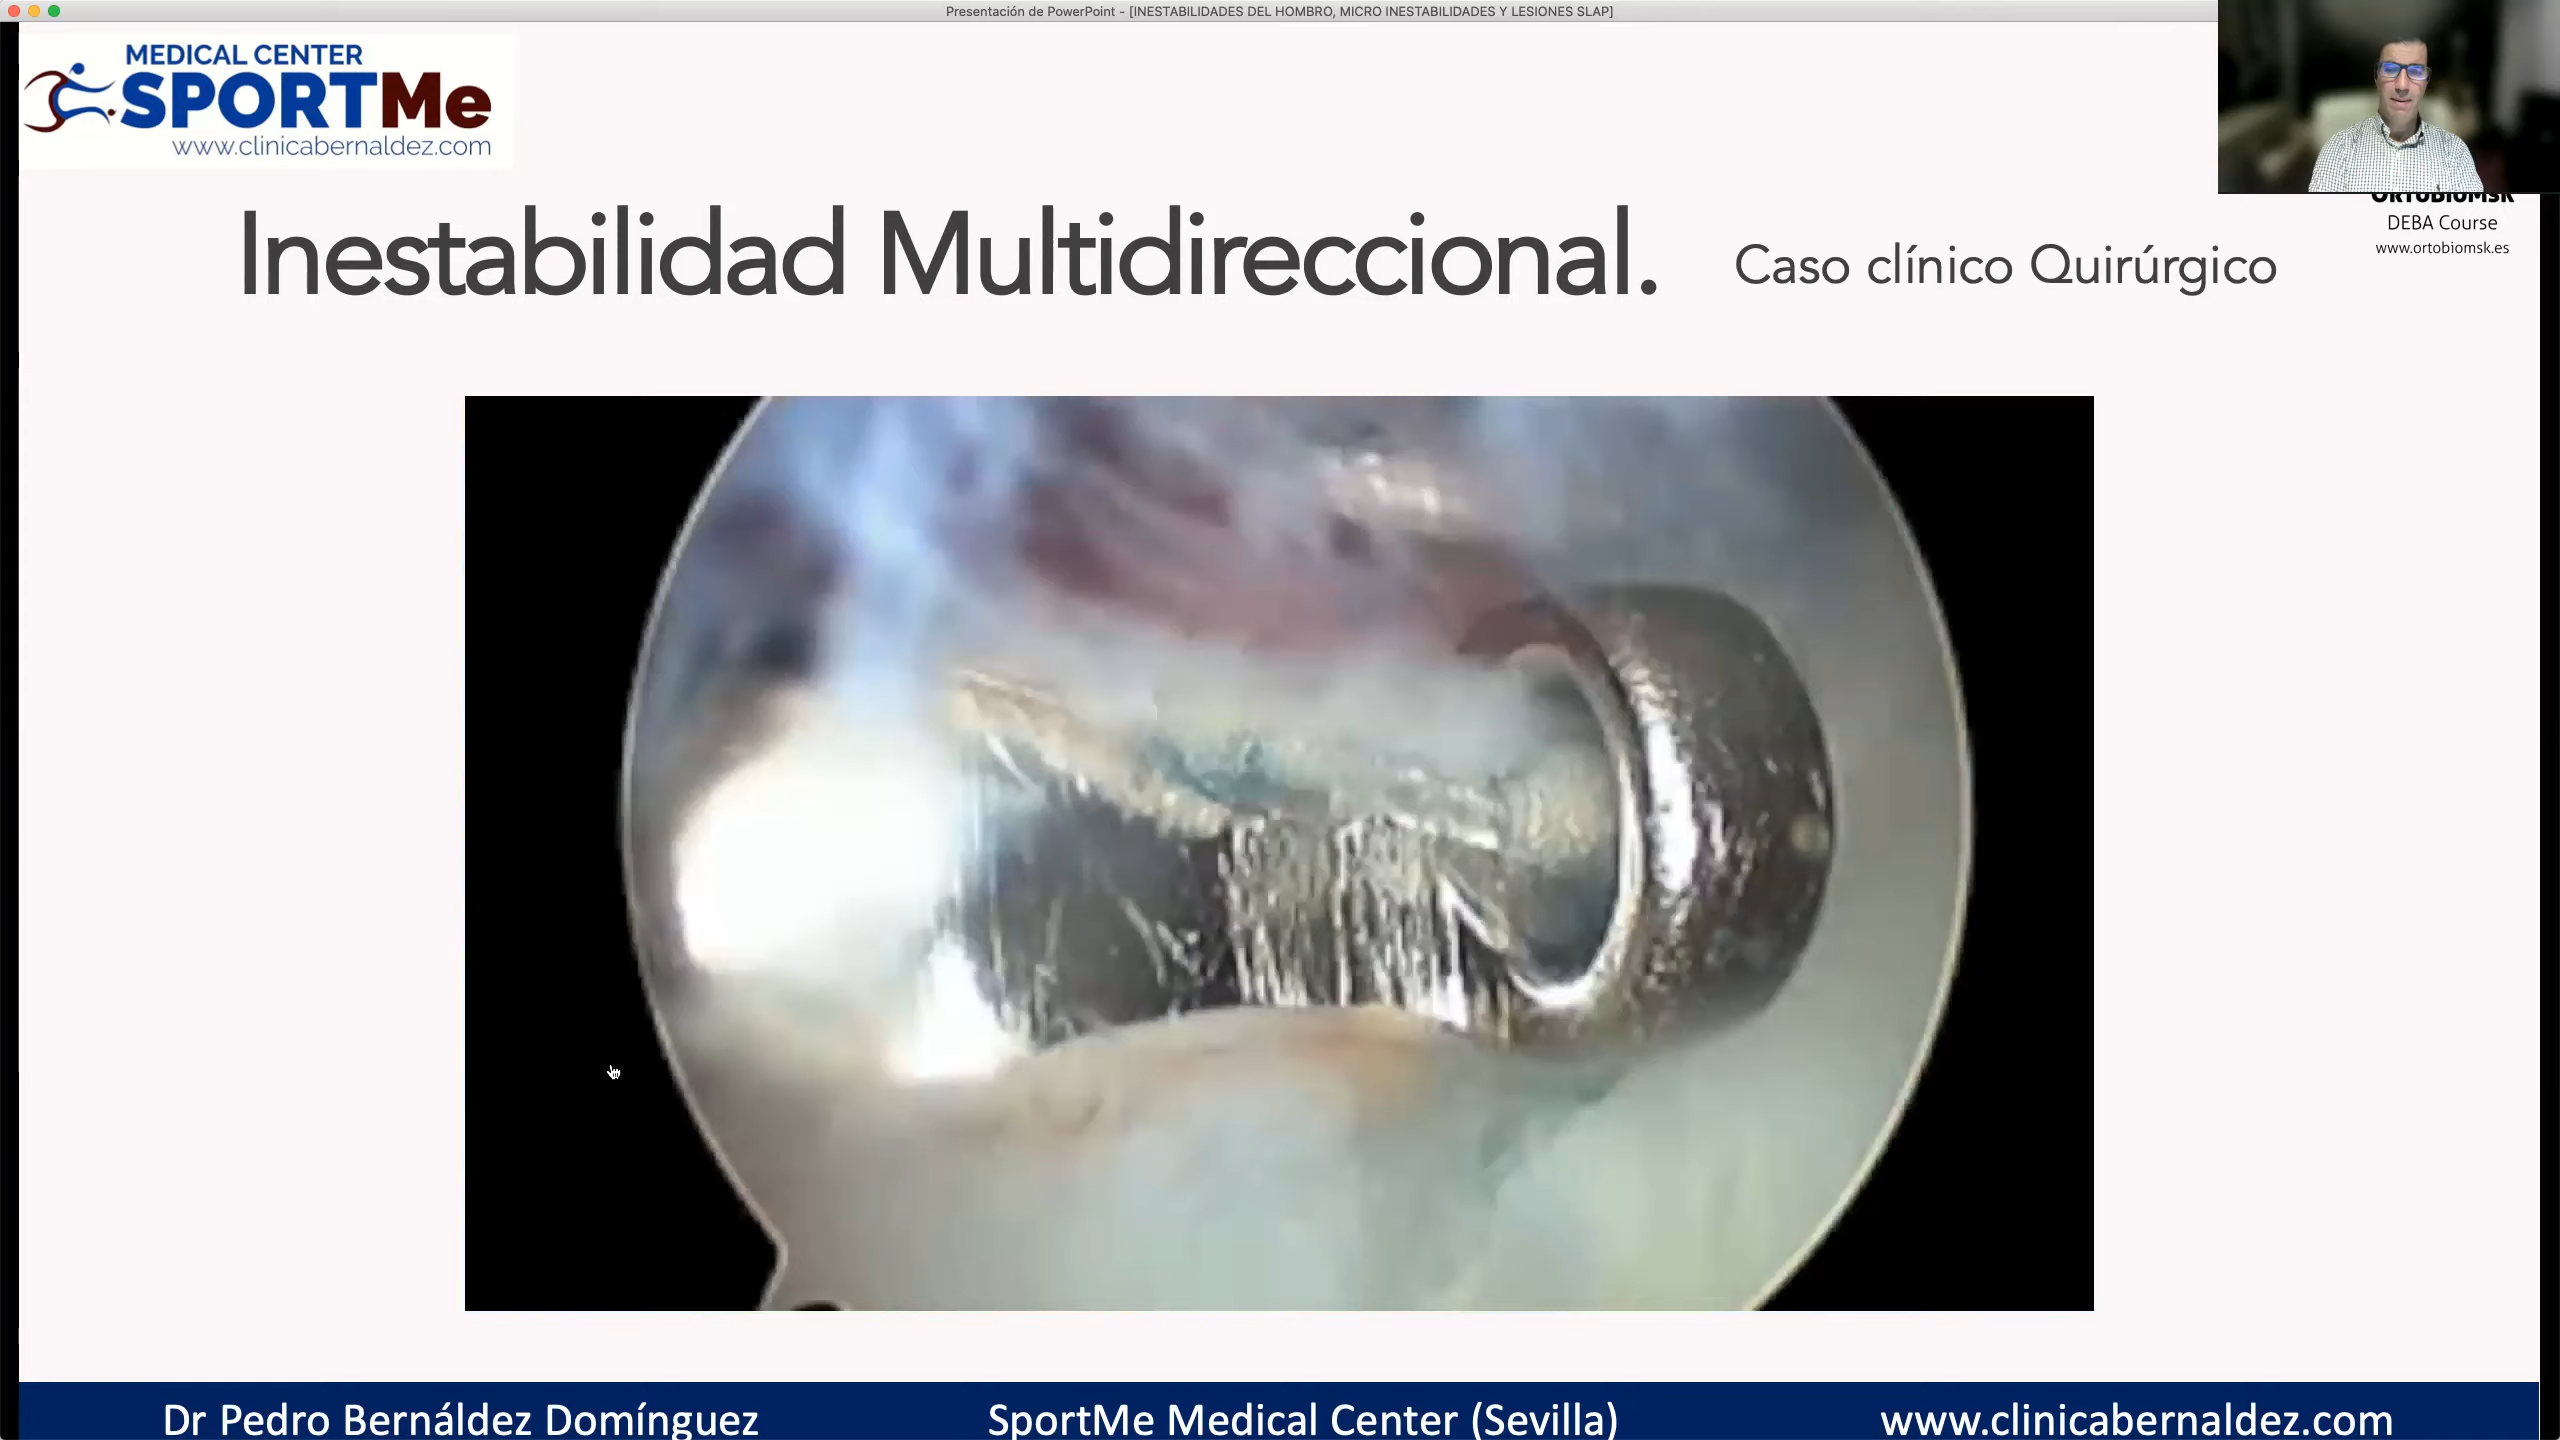 Presentación de PowerPoint - [INESTABILIDADES DEL HOMBRO, MICRO INESTABILIDADES Y LESIONES SLAP]
MEDICAL CENTER
SPORTMe
www.clinicabernaldez.com
ORTOBIOMSK
DEBA Course
www.ortobiomsk.es
Inestabilidad Multidireccional. Caso clínico Quirúrgico
Dr Pedro Bernáldez Domínguez SportMe Medical Center (Sevilla) www.clinicabernaldez.com